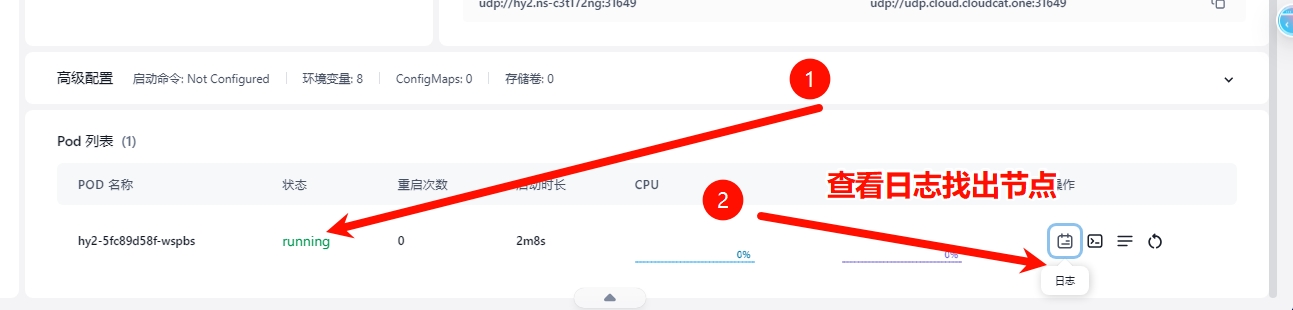 udp://hy2.ns-c3t172ng:31649 udp://udp.cloud.cloudcat.one:31649
高级配置 启动命令: Not Configured 环境变量: 8 ConfigMaps: 0 存储卷: 0
1
Pod 列表 (1)
POD 名称 状态 重启次数 启动时长 CPU 操作
2
查看日志找出节点
hy2-5fc89d58f-wspbs running 0 2m8s
0% 0%
日志